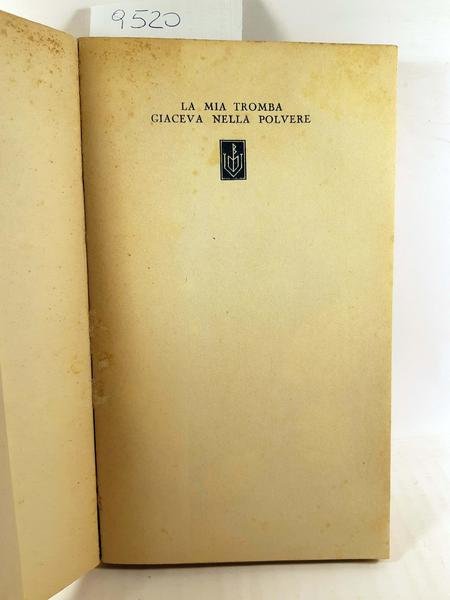 9520
LA MIA TROMBA
GIACEVA NELLA POLVERE